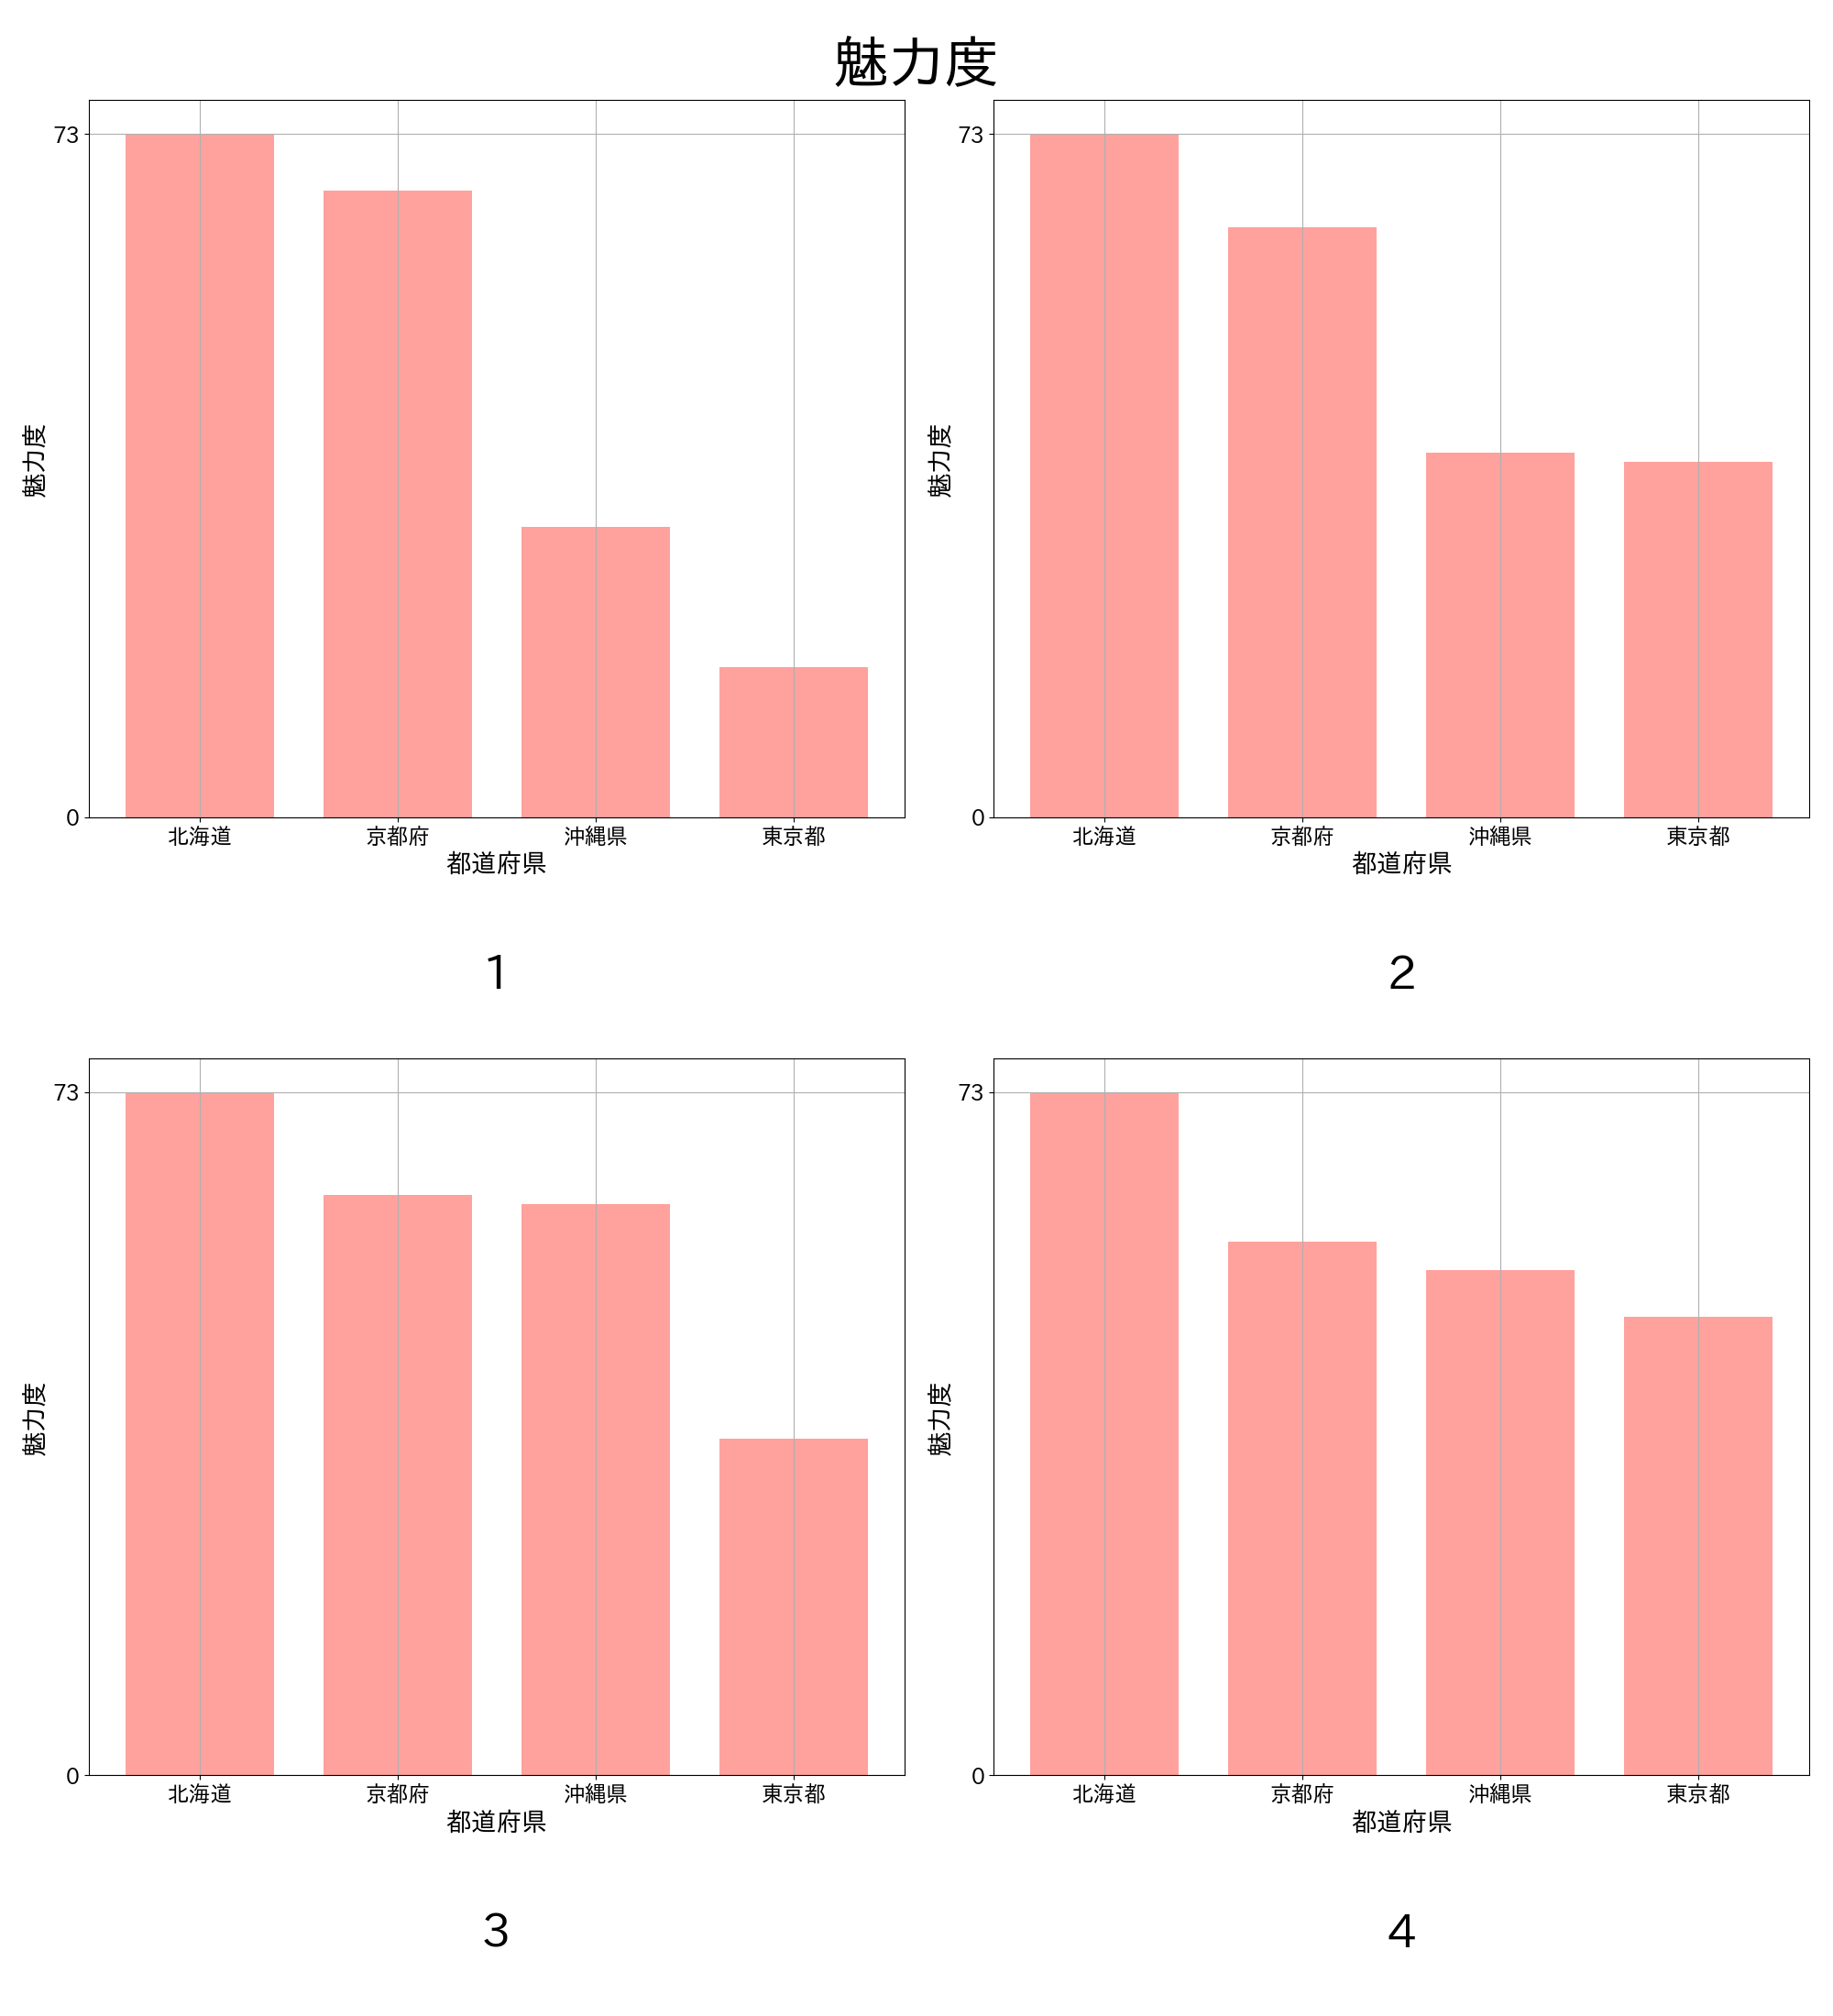 魅力度
73
0
魅力度
北海道 京都府 沖縄県 東京都
都道府県
1
73
0
魅力度
北海道 京都府 沖縄県 東京都
都道府県
2
73
0
魅力度
北海道 京都府 沖縄県 東京都
都道府県
3
73
0
魅力度
北海道 京都府 沖縄県 東京都
都道府県
4